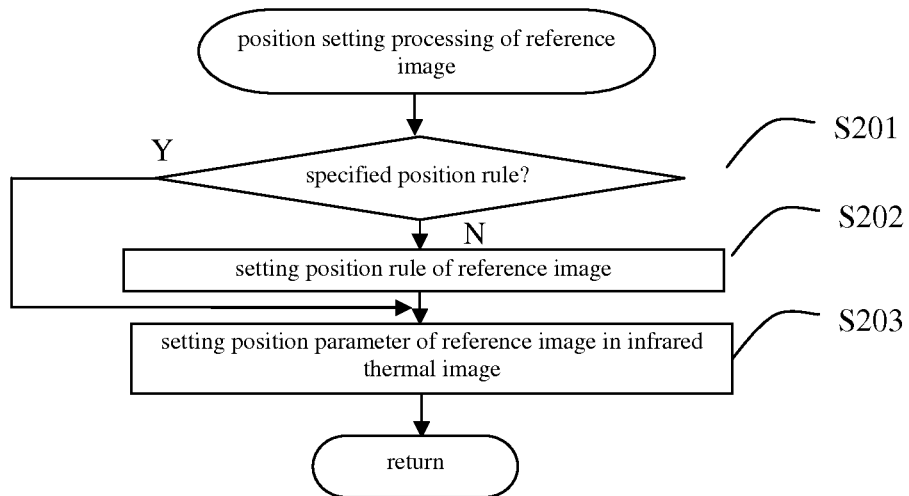 position setting processing of reference
image
S201
Y
specified position rule?
S202
N
setting position rule of reference image
S203
setting position parameter of reference image in infrared
thermal image
return